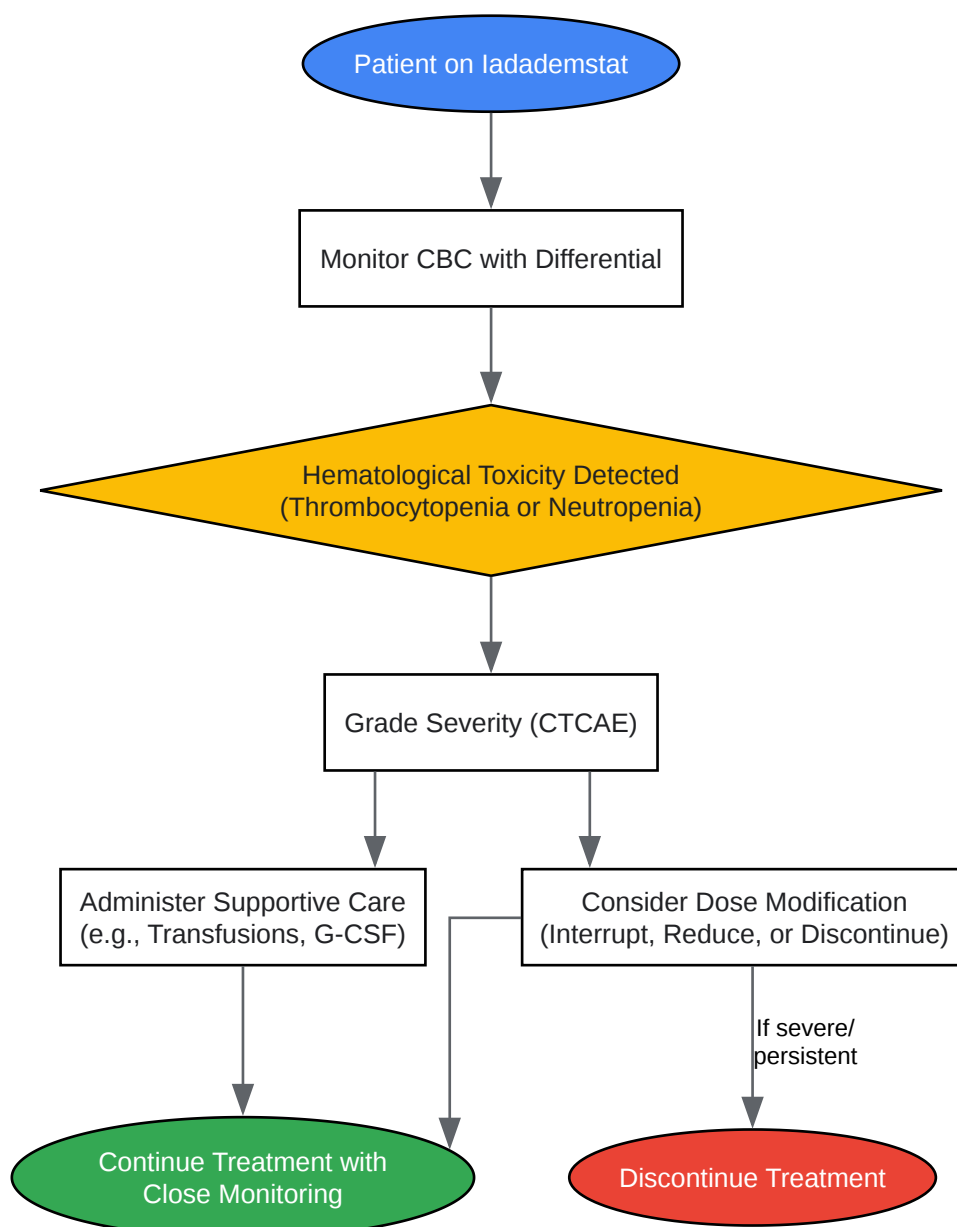 Patient on Iadademstat
Monitor CBC with Differential
Hematological Toxicity Detected
(Thrombocytopenia or Neutropenia)
Grade Severity (CTCAE)
Administer Supportive Care
(e.g., Transfusions, G-CSF)
Consider Dose Modification
(Interrupt, Reduce, or Discontinue)
If severe/
persistent
Continue Treatment with
Close Monitoring
Discontinue Treatment